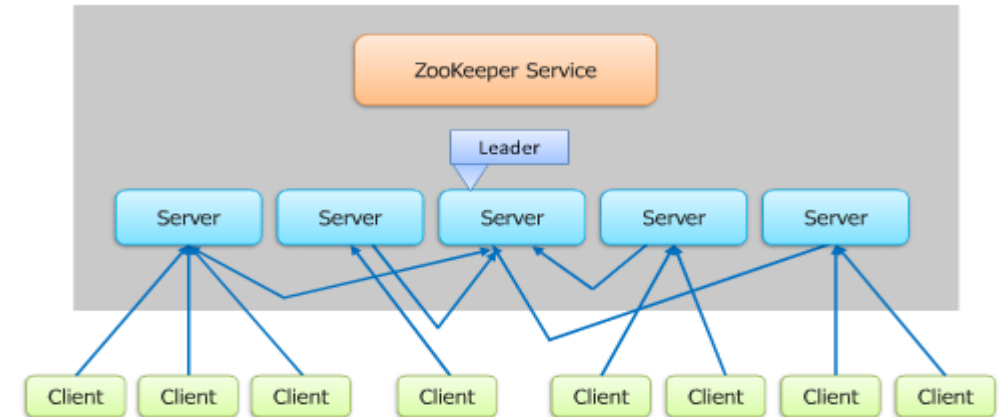 ZooKeeper Service
Leader
Server
Server
Server
Server
Server
Client
Client
Client
Client
Client
Client
Client
Client